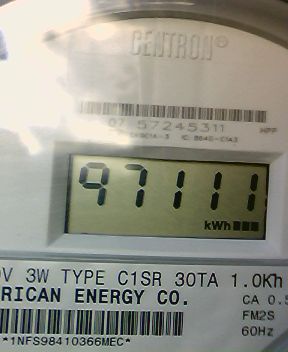 CENTRON®
07 57245311
97111
kWh
V 3W TYPE C1SR 30TA 1.0Kh
RICAN ENERGY CO.
CA 0.5
FM2S
60Hz
*1NFS98410366MEC*